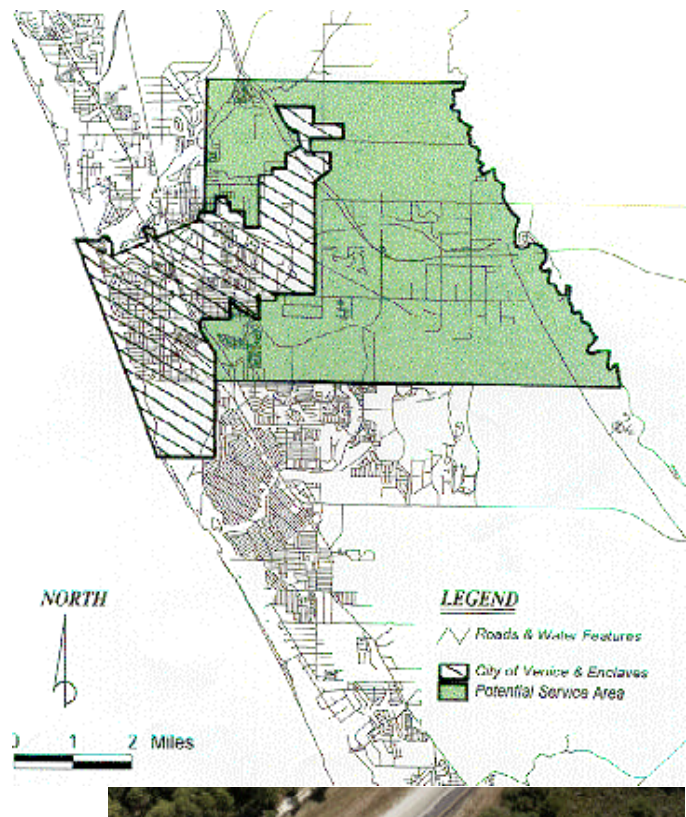 NORTH
LEGEND
Roads & Water Features
City of Venice & Enclaves
Potential Service Area
0 1 2 Miles